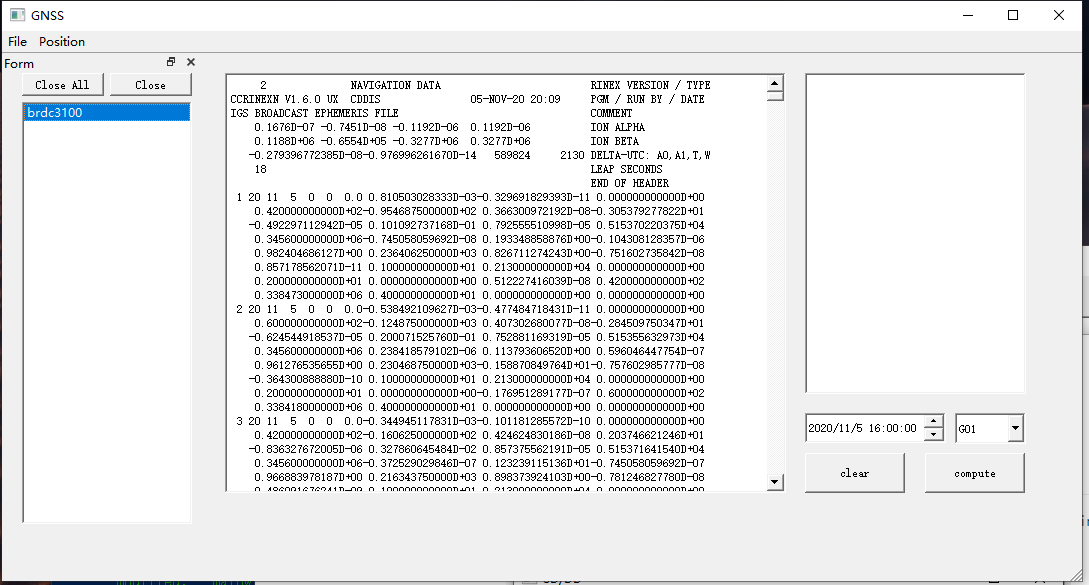 GNSS
File Position
Form
Close All Close
brdc3100
2 NAVIGATION DATA RINEX VERSION / TYPE
CCRINEXN V1.6.0 UX CDDIS 05-NOV-20 20:09 PGM / RUN BY / DATE
IGS BROADCAST EPHEMERIS FILE COMMENT
0.1676D-07 -0.7451D-08 -0.1192D-06 0.1192D-06 ION ALPHA
0.1188D+06 -0.6554D+05 -0.3277D+06 0.3277D+06 ION BETA
-0.279396772385D-08-0.976996261670D-14 589824 2130 DELTA-UTC: A0,A1,T,W
18 LEAP SECONDS
END OF HEADER
1 20 11 5 0 0 0.0 0.810503028333D-03-0.329691829393D-11 0.000000000000D+00
0.420000000000D+02-0.954687500000D+02 0.366300972192D-08-0.305379277822D+01
-0.492297112942D-05 0.101092737168D-01 0.792555510998D-05 0.515370220375D+04
0.345600000000D+06-0.745058059692D-08 0.193348858876D+00-0.104308128357D-06
0.982404686127D+00 0.236406250000D+03 0.826711274243D+00-0.751602735842D-08
0.857178562071D-11 0.100000000000D+01 0.213000000000D+04 0.000000000000D+00
0.200000000000D+01 0.000000000000D+00 0.512227416039D-08 0.420000000000D+02
0.338473000000D+06 0.400000000000D+01 0.000000000000D+00 0.000000000000D+00
2 20 11 5 0 0 0.0-0.538492109627D-03-0.477484718431D-11 0.000000000000D+00
0.600000000000D+02-0.124875000000D+03 0.407302680077D-08-0.284509750347D+01
-0.624544918537D-05 0.200071525760D-01 0.752881169319D-05 0.515355632973D+04
0.345600000000D+06 0.238418579102D-06 0.113793606520D+00 0.596046447754D-07
0.961276535655D+00 0.230468750000D+03-0.158870849764D+01-0.757602985777D-08
-0.364300888880D-10 0.100000000000D+01 0.213000000000D+04 0.000000000000D+00
0.200000000000D+01 0.000000000000D+00-0.176951289177D-07 0.600000000000D+02
0.338418000000D+06 0.400000000000D+01 0.000000000000D+00 0.000000000000D+00
3 20 11 5 0 0 0.0-0.344945117831D-03-0.101181285572D-10 0.000000000000D+00
0.420000000000D+02-0.160625000000D+02 0.424624830186D-08 0.203746621246D+01
-0.836327672005D-06 0.327860645484D-02 0.857375562191D-05 0.515371641540D+04
0.345600000000D+06-0.372529029846D-07 0.123239115136D+01-0.745058059692D-07
0.966883978187D+00 0.216343750000D+03 0.898373924103D+00-0.781246827780D-08
2020/11/5 16:00:00 G01
clear compute